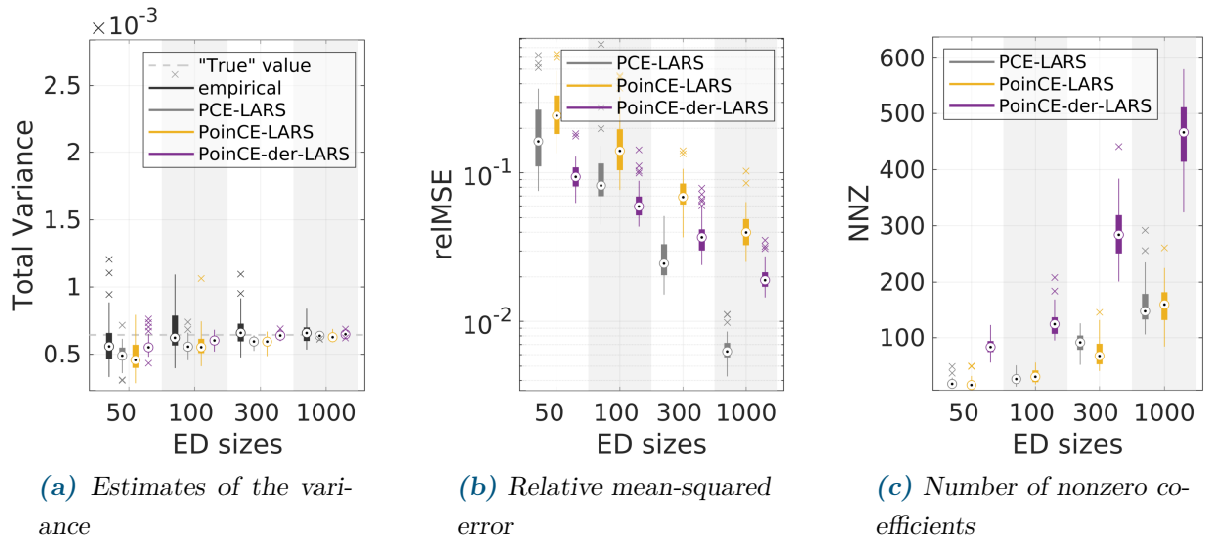 ×10⁻³
2.5
2
1.5
1
0.5
Total Variance
"True" value
empirical
PCE-LARS
PoinCE-LARS
PoinCE-der-LARS
50 100 300 1000
ED sizes
(a) Estimates of the vari-
ance
10⁻¹
10⁻²
relMSE
PCE-LARS
PoinCE-LARS
PoinCE-der-LARS
50 100 300 1000
ED sizes
(b) Relative mean-squared
error
600
500
400
300
200
100
NNZ
PCE-LARS
PoinCE-LARS
PoinCE-der-LARS
50 100 300 1000
ED sizes
(c) Number of nonzero co-
efficients